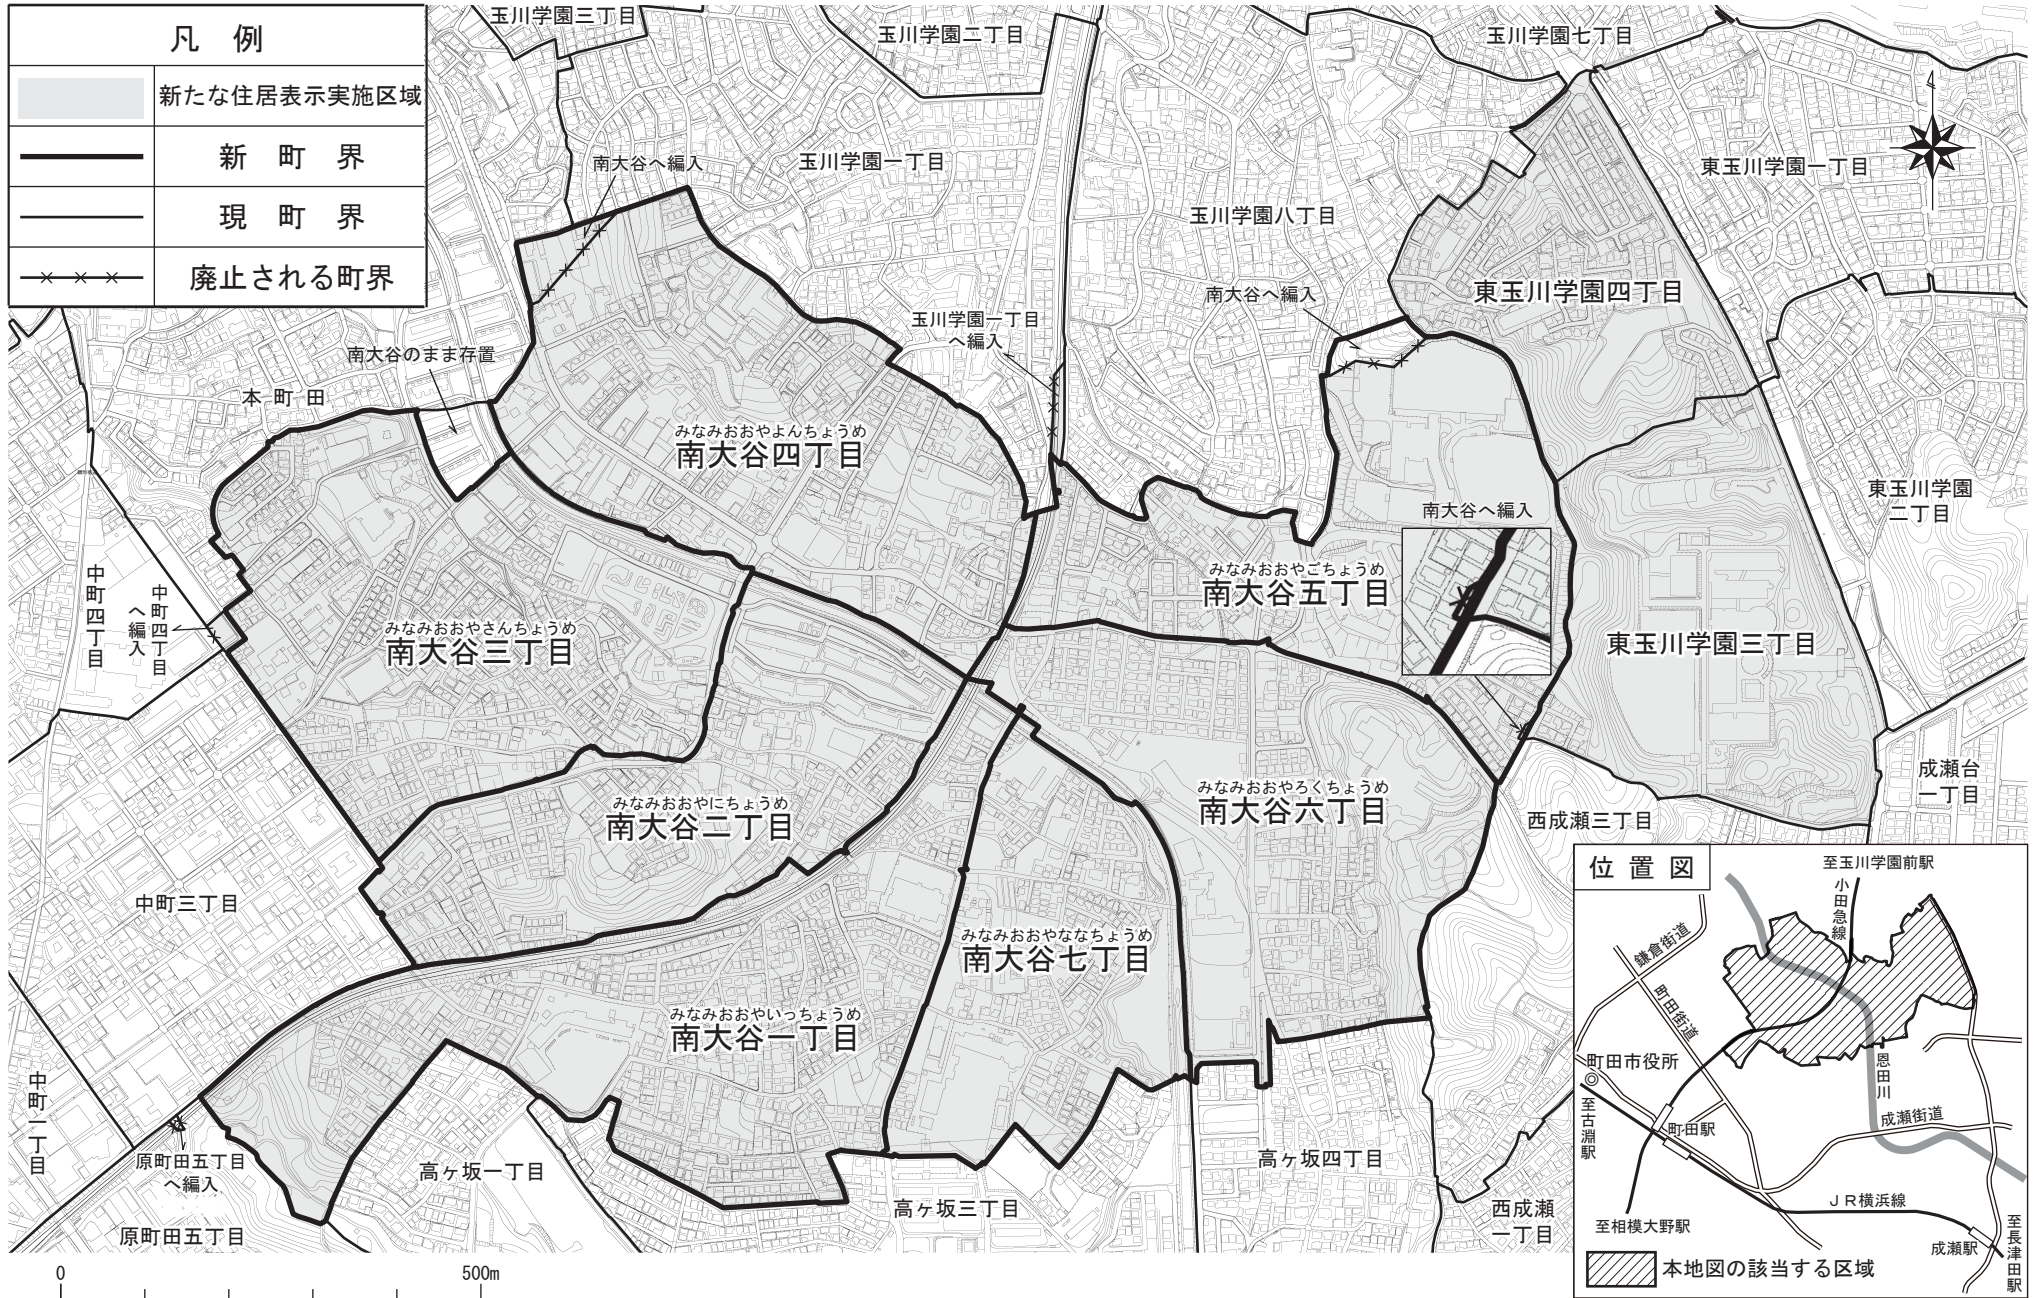 凡 例
新たな住居表示実施区域
新 町 界
現 町 界
廃止される町界
玉川学園三丁目
玉川学園二丁目
玉川学園七丁目
南大谷へ編入
玉川学園一丁目
東玉川学園一丁目
玉川学園八丁目
南大谷へ編入
東玉川学園四丁目
玉川学園一丁目
へ編入
南大谷のまま存置
本町田
みなみおおやよんちょうめ
南大谷四丁目
東玉川学園
二丁目
南大谷へ編入
中町四丁目
中町四丁目
へ編入
みなみおおやごちょうめ
南大谷五丁目
みなみおおやさんちょうめ
南大谷三丁目
東玉川学園三丁目
成瀬台
一丁目
みなみおおやにちょうめ
南大谷二丁目
みなみおおやろくちょうめ
南大谷六丁目
西成瀬三丁目
中町三丁目
みなみおおやななちょうめ
南大谷七丁目
みなみおおやいっちょうめ
南大谷一丁目
中町一丁目
原町田五丁目
へ編入
原町田五丁目
高ヶ坂一丁目
高ヶ坂三丁目
高ヶ坂四丁目
西成瀬
一丁目
0
500m
位 置 図
至玉川学園前駅
小田急線
鎌倉街道
町田街道
町田市役所
恩田川
成瀬街道
至古淵駅
町田駅
JR横浜線
至相模大野駅
成瀬駅
至長津田駅
本地図の該当する区域